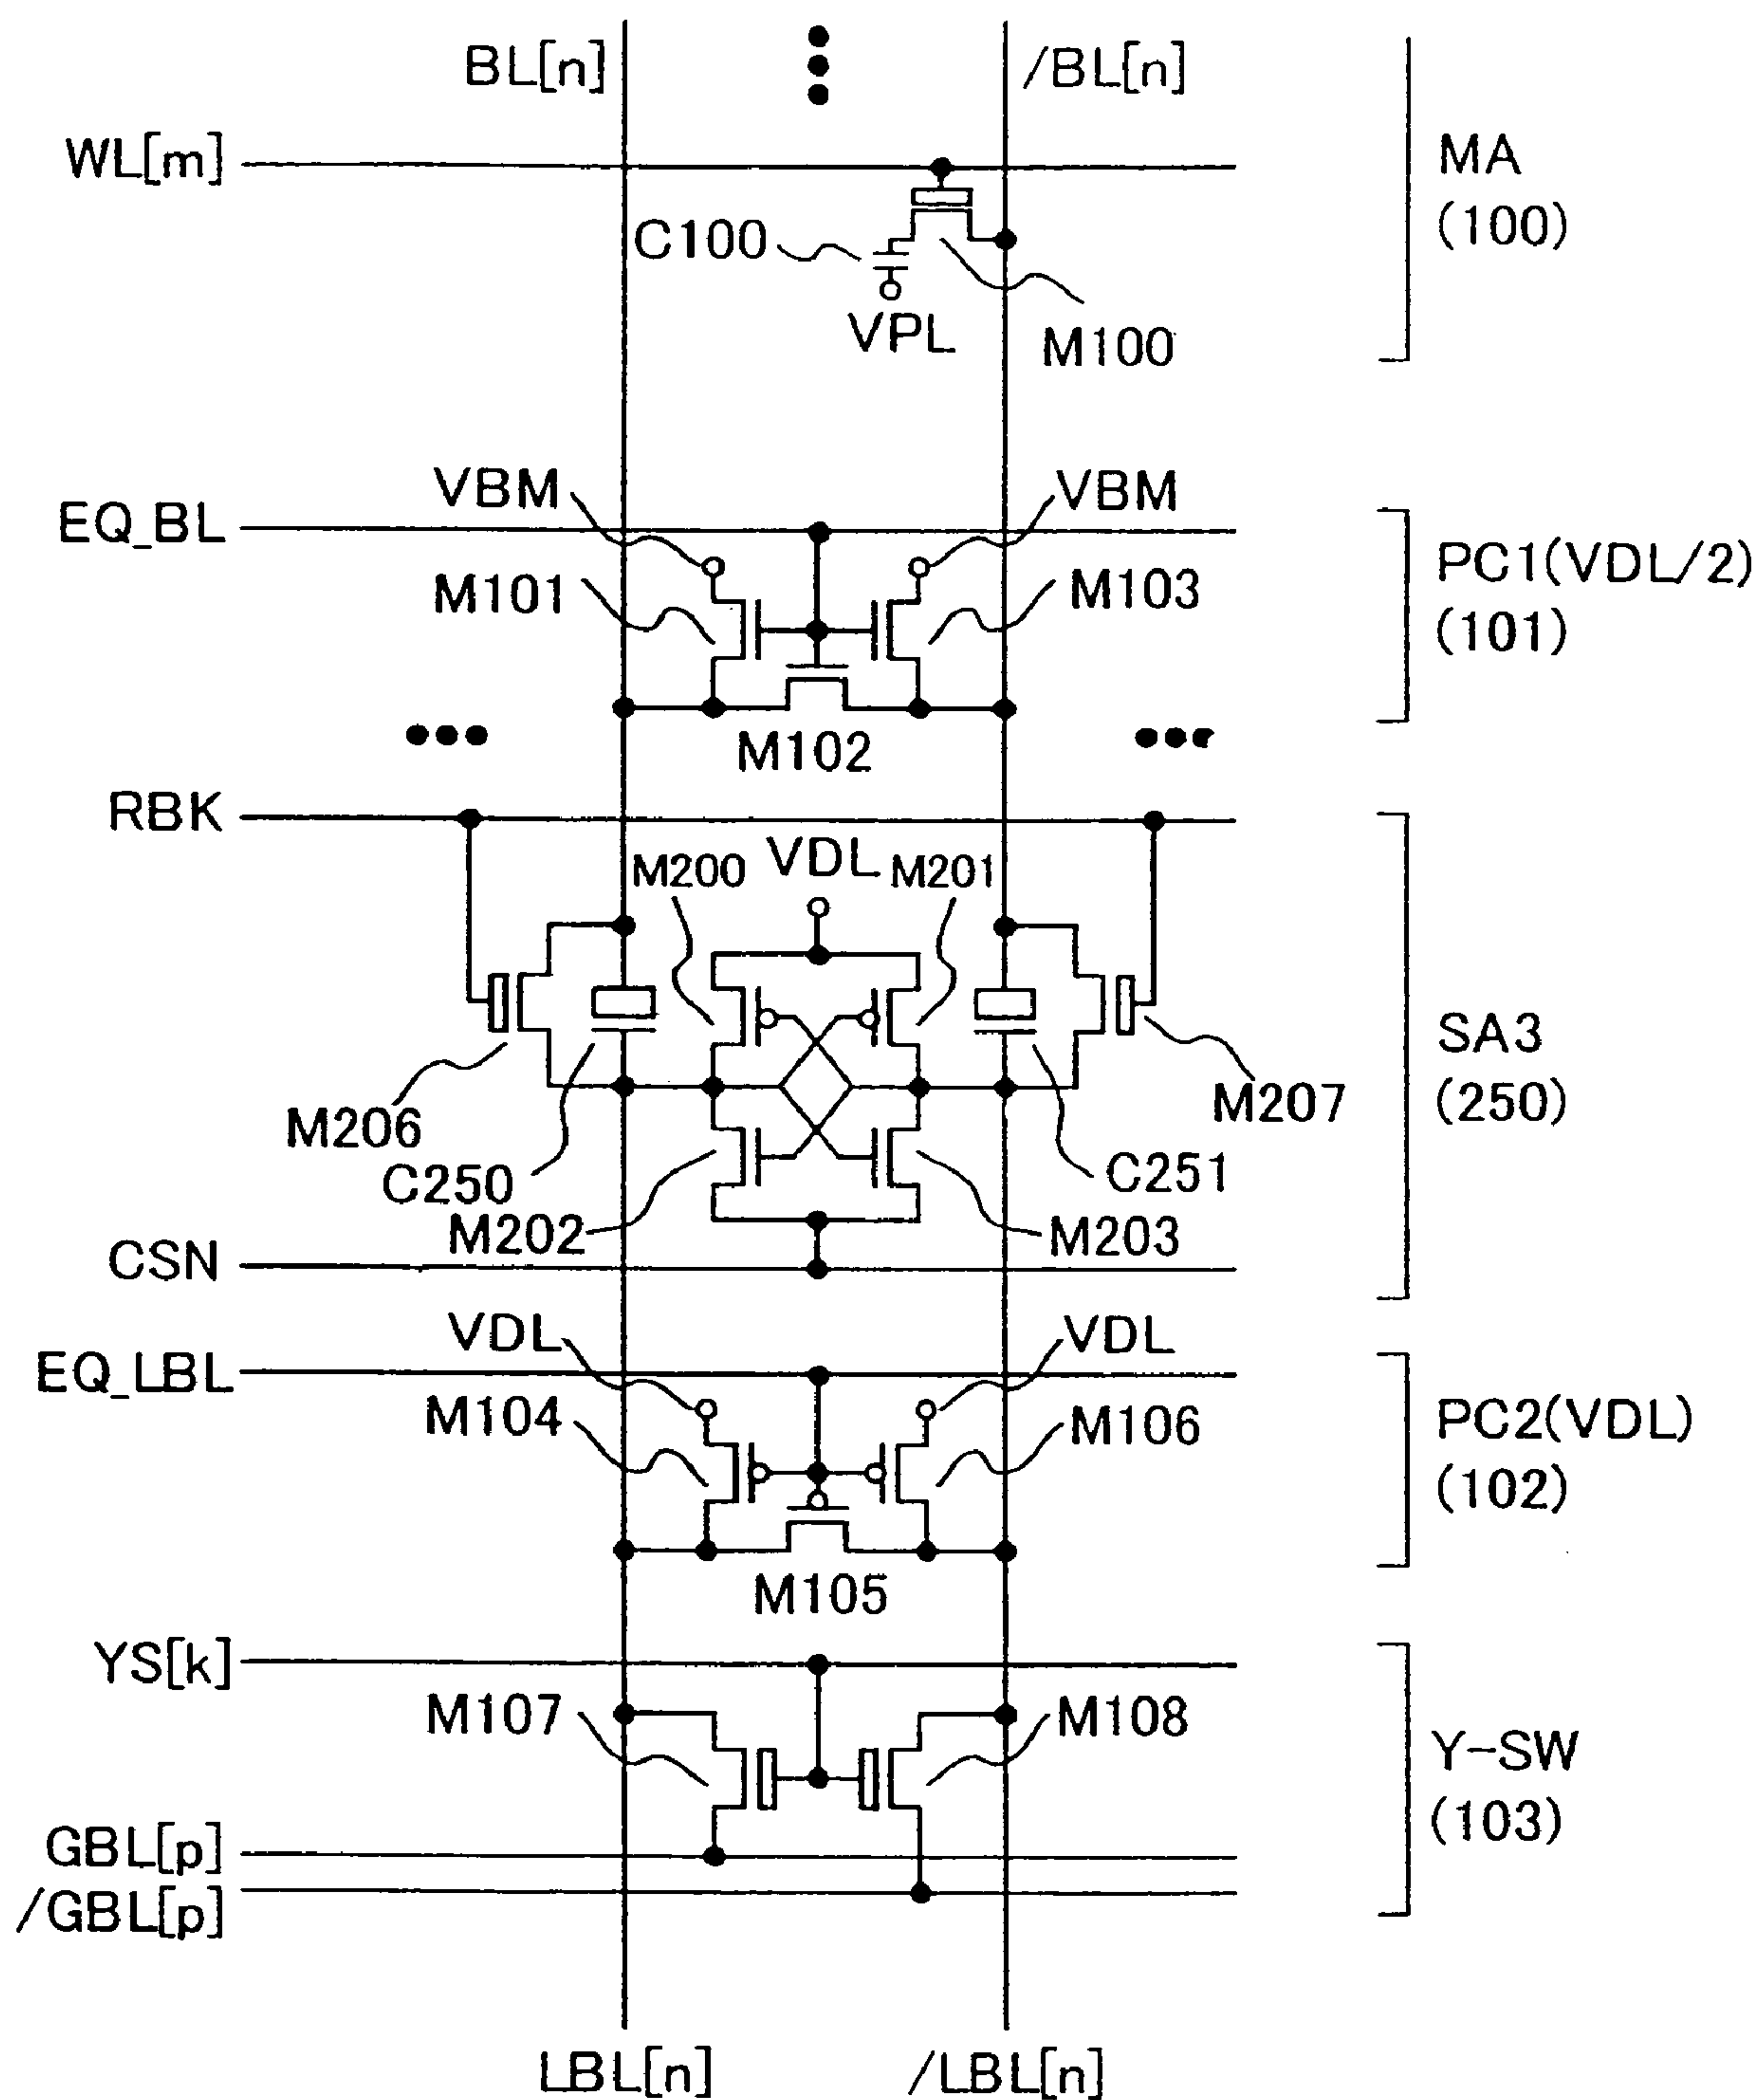 BL[n]
/BL[n]
WL[m]
MA
(100)
C100
VPL
M100
VBM
VBM
EQ_BL
PC1(VDL/2)
(101)
M101
M103
M102
RBK
VDL
M200
M201
SA3
(250)
M206
M207
C250
C251
M202
M203
CSN
VDL
VDL
EQ_LBL
PC2(VDL)
(102)
M104
M106
M105
YS[k]
M107
M108
Y-SW
(103)
GBL[p]
/GBL[p]
LBL[n]
/LBL[n]